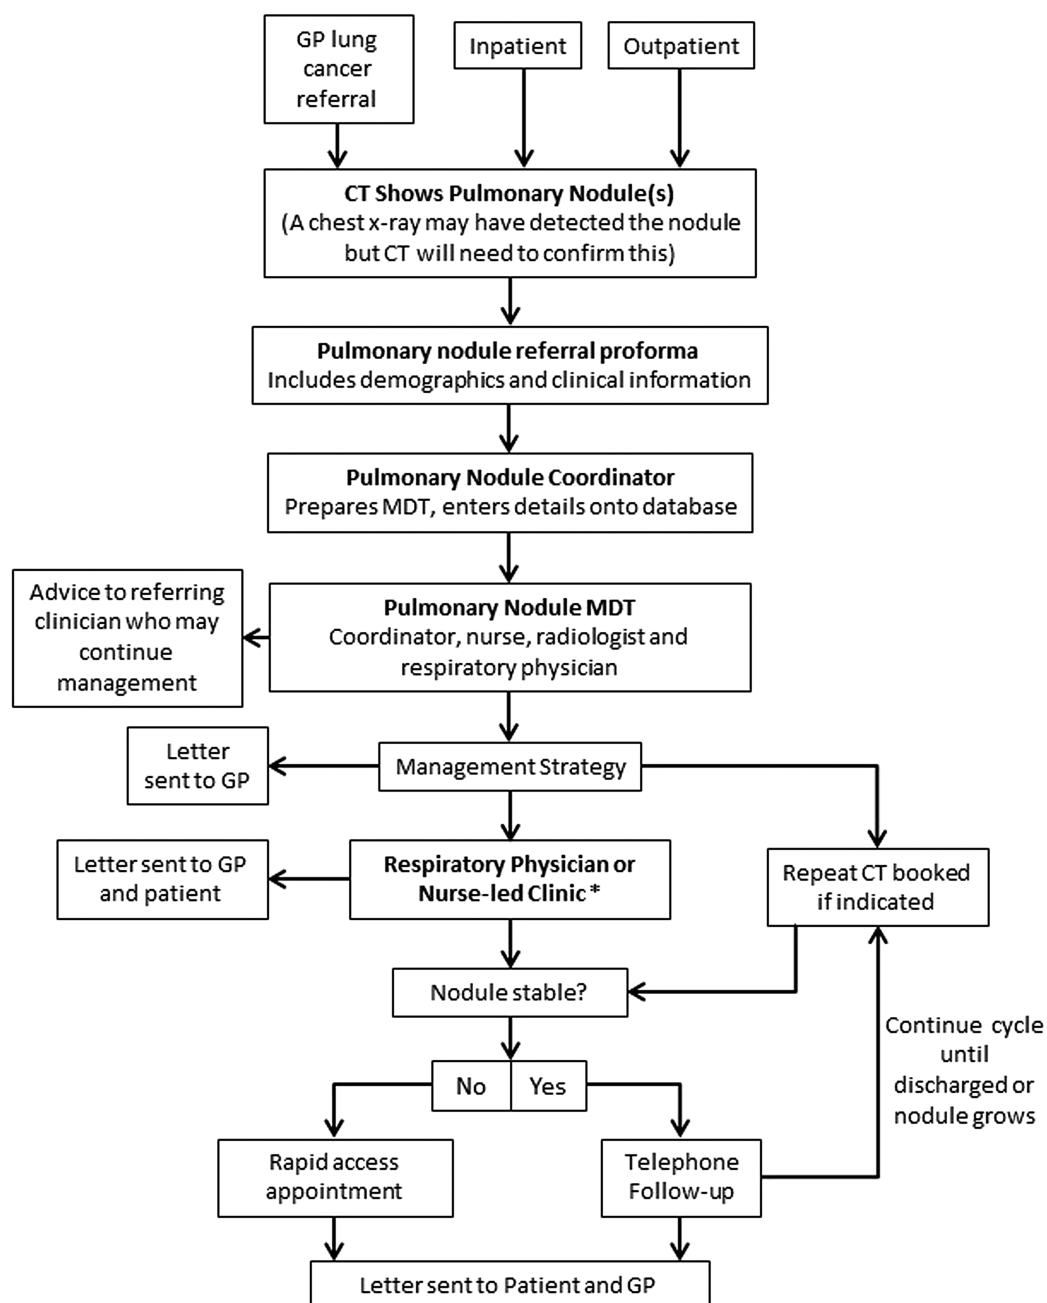 GP lung
cancer
referral
Inpatient
Outpatient
CT Shows Pulmonary Nodule(s)
(A chest x-ray may have detected the nodule
but CT will need to confirm this)
Pulmonary nodule referral proforma
Includes demographics and clinical information
Pulmonary Nodule Coordinator
Prepares MDT, enters details onto database
Advice to referring
clinician who may
continue
management
Pulmonary Nodule MDT
Coordinator, nurse, radiologist and
respiratory physician
Letter
sent to GP
Management Strategy
Letter sent to GP
and patient
Respiratory Physician or
Nurse-led Clinic *
Repeat CT booked
if indicated
Nodule stable?
Continue cycle
until
discharged or
nodule grows
No
Yes
Rapid access
appointment
Telephone
Follow-up
Letter sent to Patient and GP